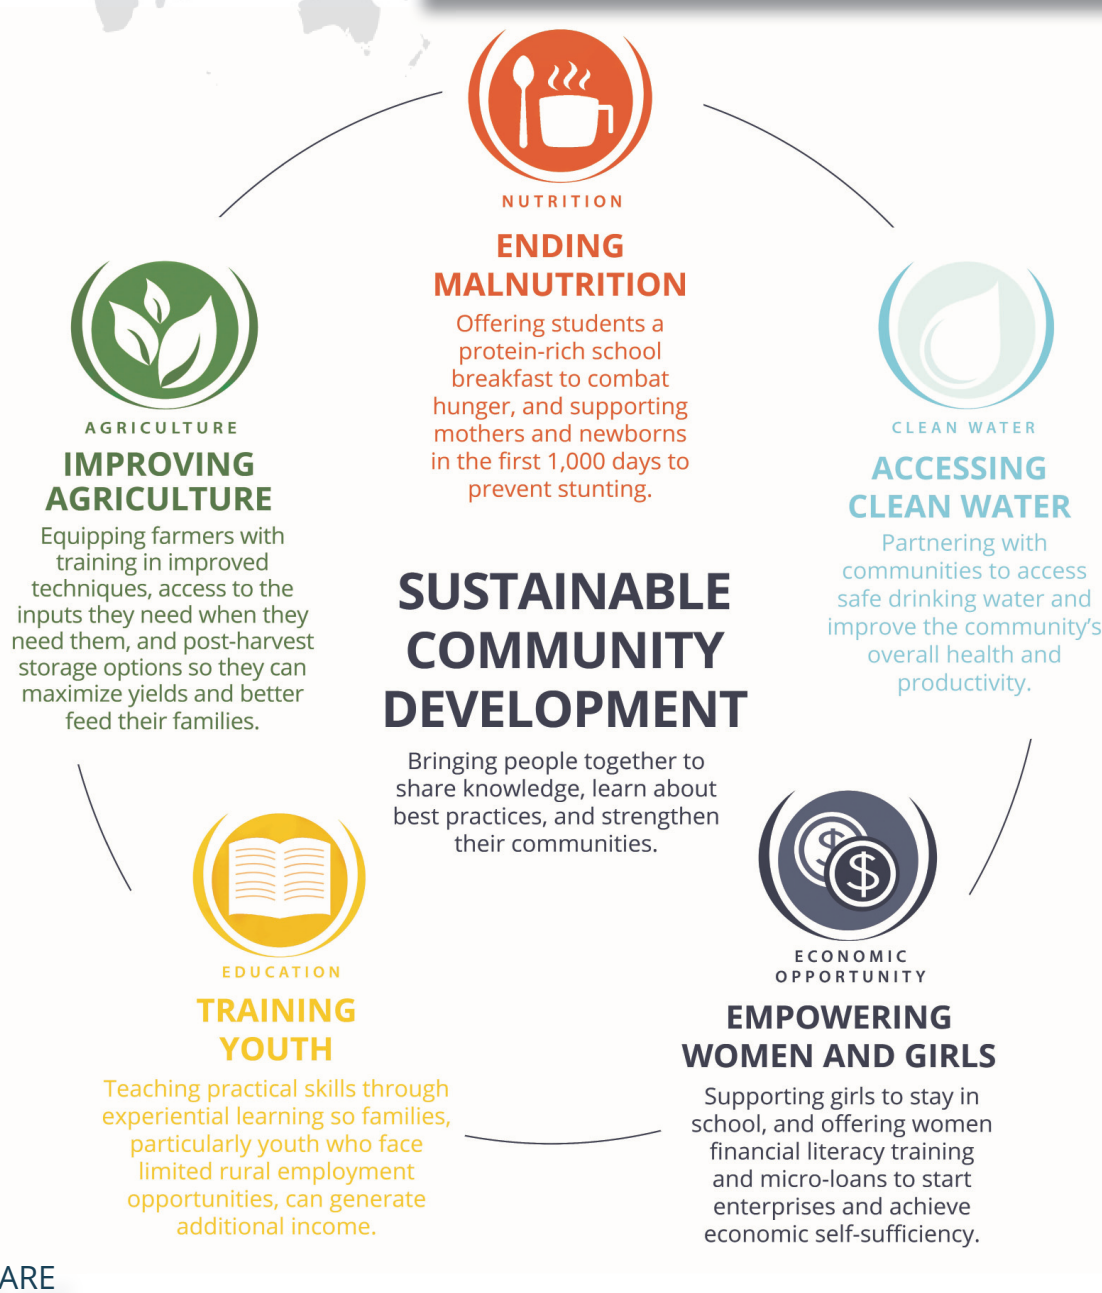 NUTRITION
ENDING
MALNUTRITION
Offering students a
protein-rich school
breakfast to combat
hunger, and supporting
mothers and newborns
in the first 1,000 days to
prevent stunting.
AGRICULTURE
IMPROVING
AGRICULTURE
Equipping farmers with
training in improved
techniques, access to the
inputs they need when they
need them, and post-harvest
storage options so they can
maximize yields and better
feed their families.
CLEAN WATER
ACCESSING
CLEAN WATER
Partnering with
communities to access
safe drinking water and
improve the community's
overall health and
productivity.
SUSTAINABLE
COMMUNITY
DEVELOPMENT
Bringing people together to
share knowledge, learn about
best practices, and strengthen
their communities.
EDUCATION
TRAINING
YOUTH
Teaching practical skills through
experiential learning so families,
particularly youth who face
limited rural employment
opportunities, can generate
additional income.
$
$
ECONOMIC
OPPORTUNITY
EMPOWERING
WOMEN AND GIRLS
Supporting girls to stay in
school, and offering women
financial literacy training
and micro-loans to start
enterprises and achieve
economic self-sufficiency.
ARE